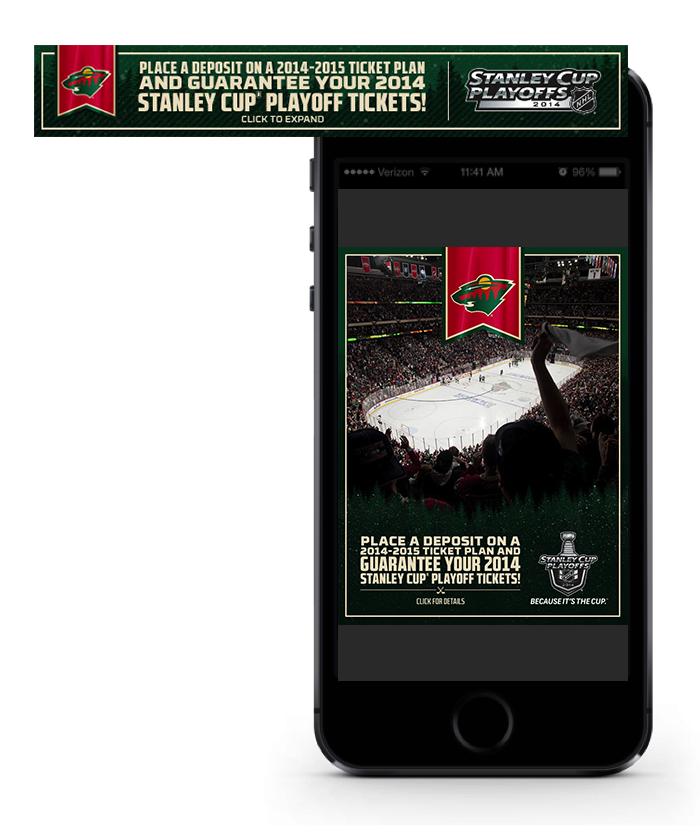 PLACE A DEPOSIT ON A 2014-2015 TICKET PLAN
AND GUARANTEE YOUR 2014
STANLEY CUP® PLAYOFF TICKETS!
CLICK TO EXPAND
STANLEY CUP
PLAYOFFS
2014
NHL
Verizon 11:41 AM 96%
PLACE A DEPOSIT ON A
2014-2015 TICKET PLAN AND
GUARANTEE YOUR 2014
STANLEY CUP® PLAYOFF TICKETS!
CLICK FOR DETAILS
STANLEY CUP
PLAYOFFS
2014
BECAUSE IT'S THE CUP.™